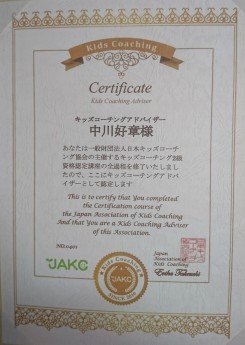 Kids Coaching
Certificate
Kids Coaching Advisor
キッズコーチングアドバイザー
中川好章様
あなたは一般財団法人日本キッズコーチ
ング協会の主催するキッズコーチング2級
資格認定講座の全過程を修了いたしまし
たので、ここにキッズコーチングアドバ
イザーとして認定します
This is to certify that You completed
the Certification course of
the Japan Association of Kids Coaching
And that You are a Kids Coaching Advisor
of this Association.
NO.0491
JAKC
Kids Coaching
JAKC
SINCE
Japan
Association of
Kids Coaching